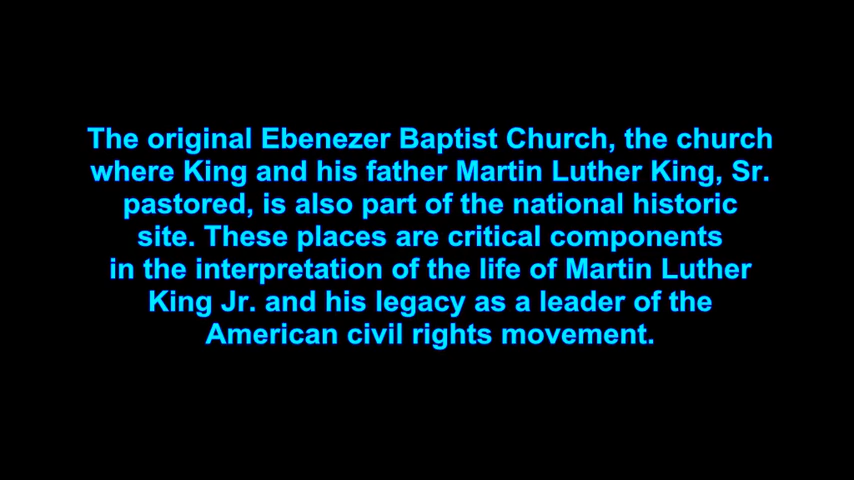 The original Ebenezer Baptist Church, the church
where King and his father Martin Luther King, Sr.
pastored, is also part of the national historic
site. These places are critical components
in the interpretation of the life of Martin Luther
King Jr. and his legacy as a leader of the
American civil rights movement.